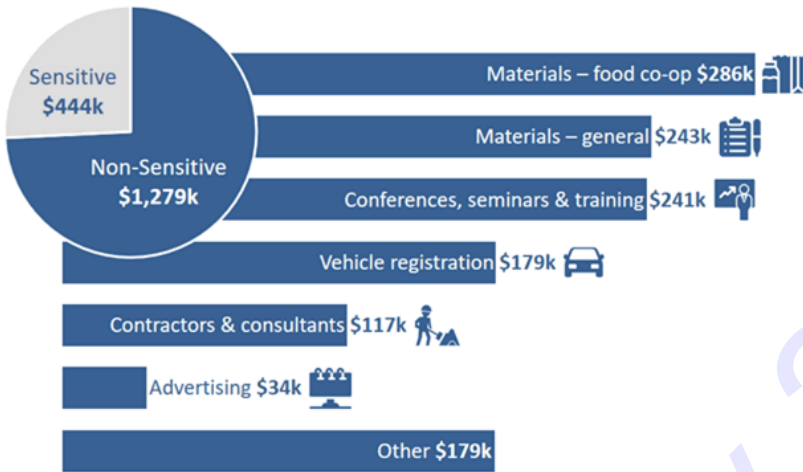 Sensitive
$444k
Non-Sensitive
$1,279k
Materials – food co-op $286k
Materials – general $243k
Conferences, seminars & training $241k
Vehicle registration $179k
Contractors & consultants $117k
Advertising $34k
Other $179k